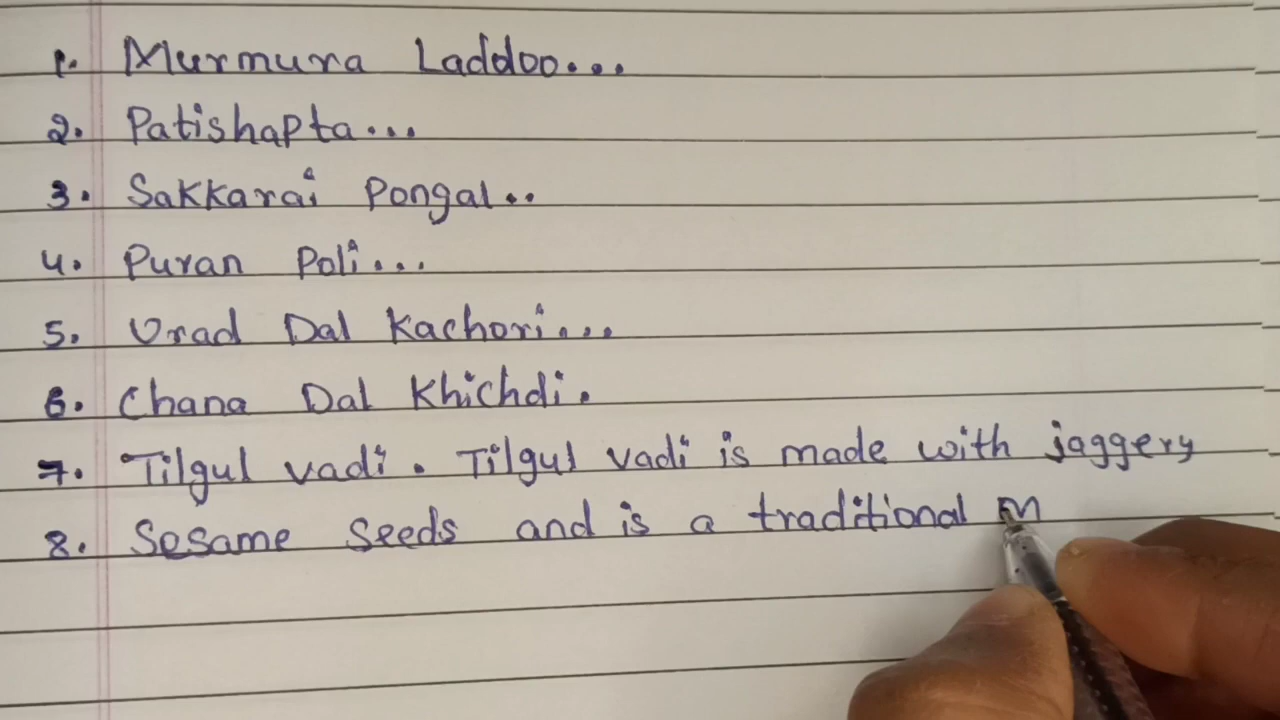 1. Murmura Laddoo...
2. Patishapta...
3. Sakkarai Pongal..
4. Puran Poli...
5. Urad Dal Kachori...
6. Chana Dal Khichdi.
7. Tilgul vadi. Tilgul vadi is made with jaggery
8. Sesame Seeds and is a traditional m